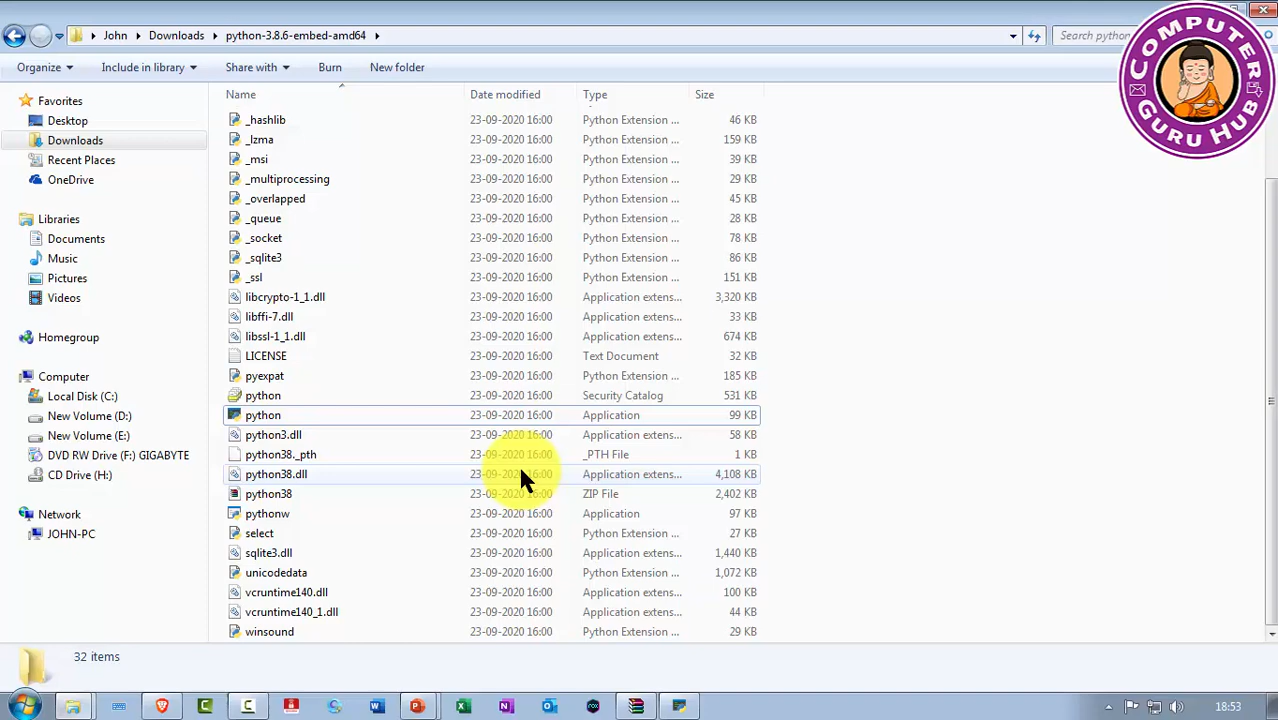 John Downloads python-3.8.6-embed-amd64 Search python
COMPUTER GURU HUB
Organize Include in library Share with Burn New folder
Name Date modified Type Size
Favorites
Desktop
Downloads
Recent Places
OneDrive
Libraries
Documents
Music
Pictures
Videos
Homegroup
Computer
Local Disk (C:)
New Volume (D:)
New Volume (E:)
DVD RW Drive (F:) GIGABYTE
CD Drive (H:)
Network
JOHN-PC
_hashlib 23-09-2020 16:00 Python Extension ... 46 KB
_lzma 23-09-2020 16:00 Python Extension ... 159 KB
_msi 23-09-2020 16:00 Python Extension ... 39 KB
_multiprocessing 23-09-2020 16:00 Python Extension ... 29 KB
_overlapped 23-09-2020 16:00 Python Extension ... 45 KB
_queue 23-09-2020 16:00 Python Extension ... 28 KB
_socket 23-09-2020 16:00 Python Extension ... 78 KB
_sqlite3 23-09-2020 16:00 Python Extension ... 86 KB
_ssl 23-09-2020 16:00 Python Extension ... 151 KB
libcrypto-1_1.dll 23-09-2020 16:00 Application extens... 3,320 KB
libffi-7.dll 23-09-2020 16:00 Application extens... 33 KB
libssl-1_1.dll 23-09-2020 16:00 Application extens... 674 KB
LICENSE 23-09-2020 16:00 Text Document 32 KB
pyexpat 23-09-2020 16:00 Python Extension ... 185 KB
python 23-09-2020 16:00 Security Catalog 531 KB
python 23-09-2020 16:00 Application 99 KB
python3.dll 23-09-2020 16:00 Application extens... 58 KB
python38._pth 23-09-2020 16:00 _PTH File 1 KB
python38.dll 23-09-2020 16:00 Application extens... 4,108 KB
python38 23-09-2020 16:00 ZIP File 2,402 KB
pythonw 23-09-2020 16:00 Application 97 KB
select 23-09-2020 16:00 Python Extension ... 27 KB
sqlite3.dll 23-09-2020 16:00 Application extens... 1,440 KB
unicodedata 23-09-2020 16:00 Python Extension ... 1,072 KB
vcruntime140.dll 23-09-2020 16:00 Application extens... 100 KB
vcruntime140_1.dll 23-09-2020 16:00 Application extens... 44 KB
winsound 23-09-2020 16:00 Python Extension ... 29 KB
32 items
18:53